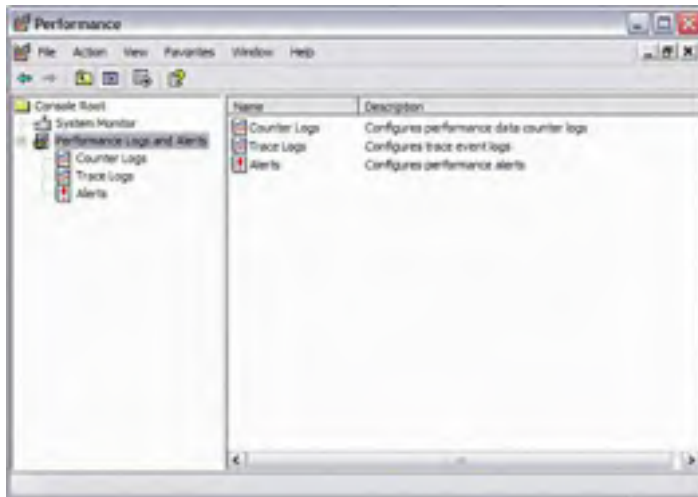 Performance
File Action View Favorites Window Help
Console Root
System Monitor
Performance Logs and Alerts
Counter Logs
Trace Logs
Alerts
Name Description
Counter Logs Configures performance data counter logs
Trace Logs Configures trace event logs
Alerts Configures performance alerts